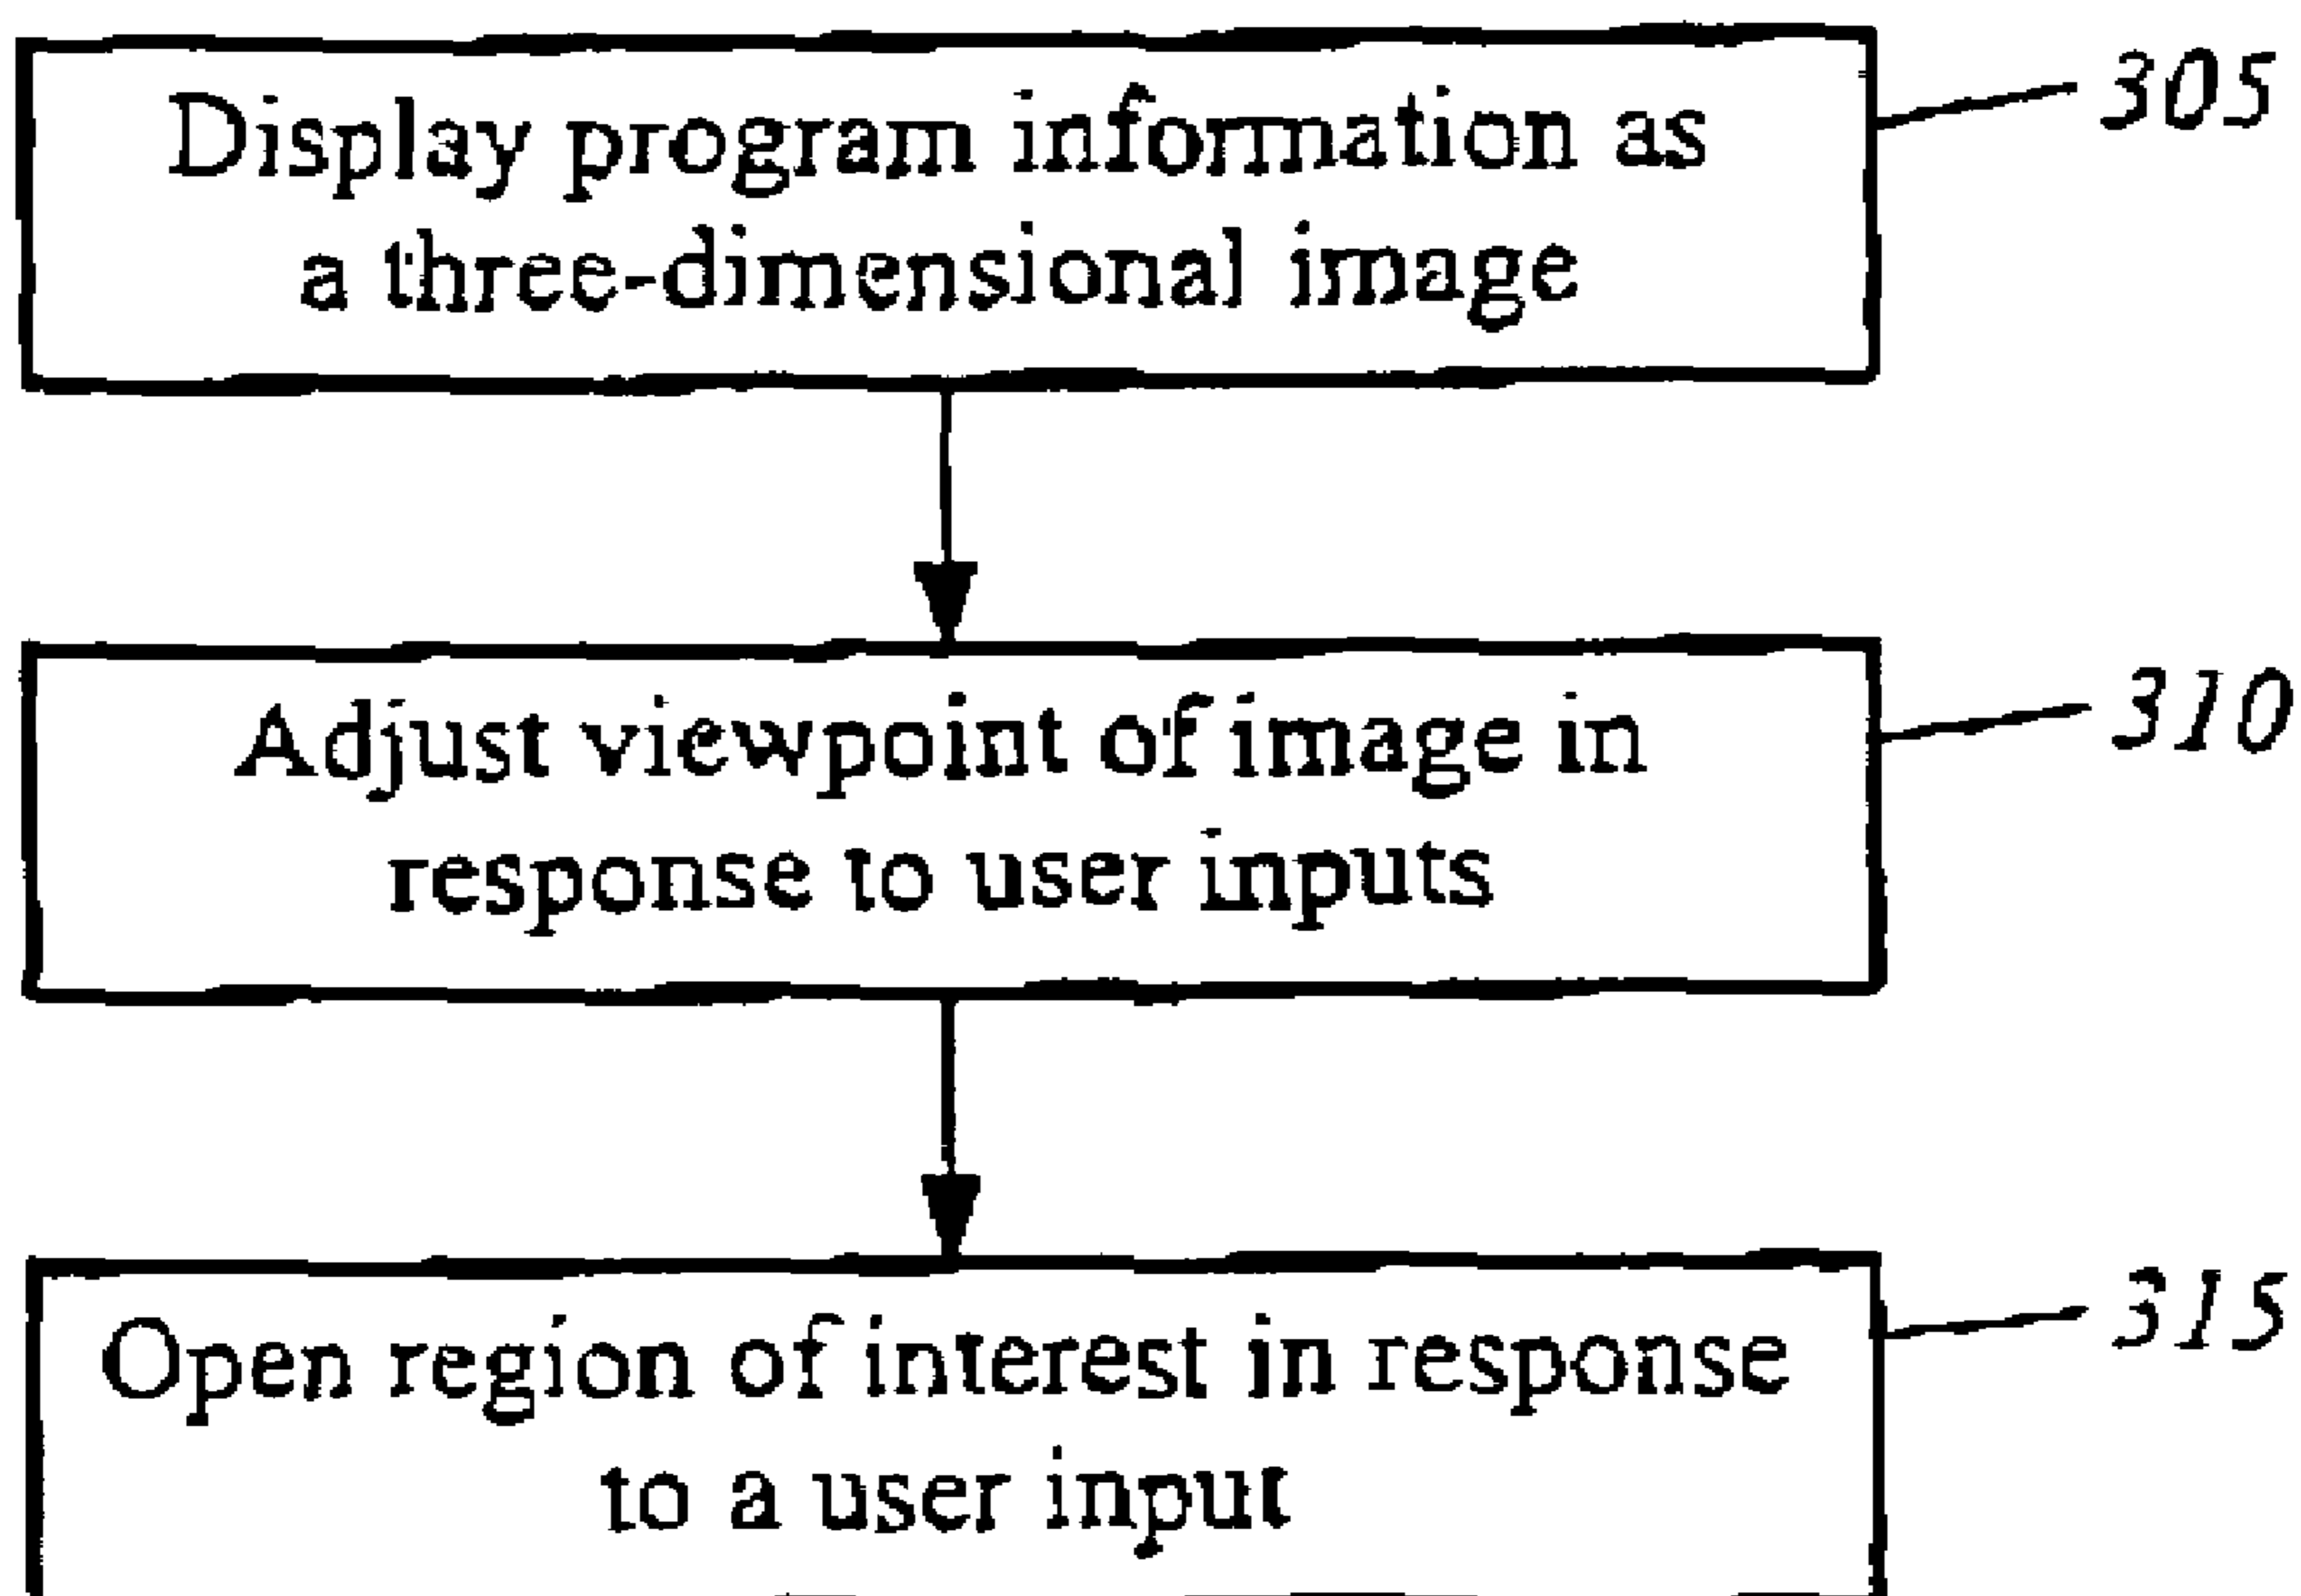 Display program information as
a three-dimensional image
305
Adjust viewpoint of image in
response to user inputs
310
Open region of interest in response
to a user input
315